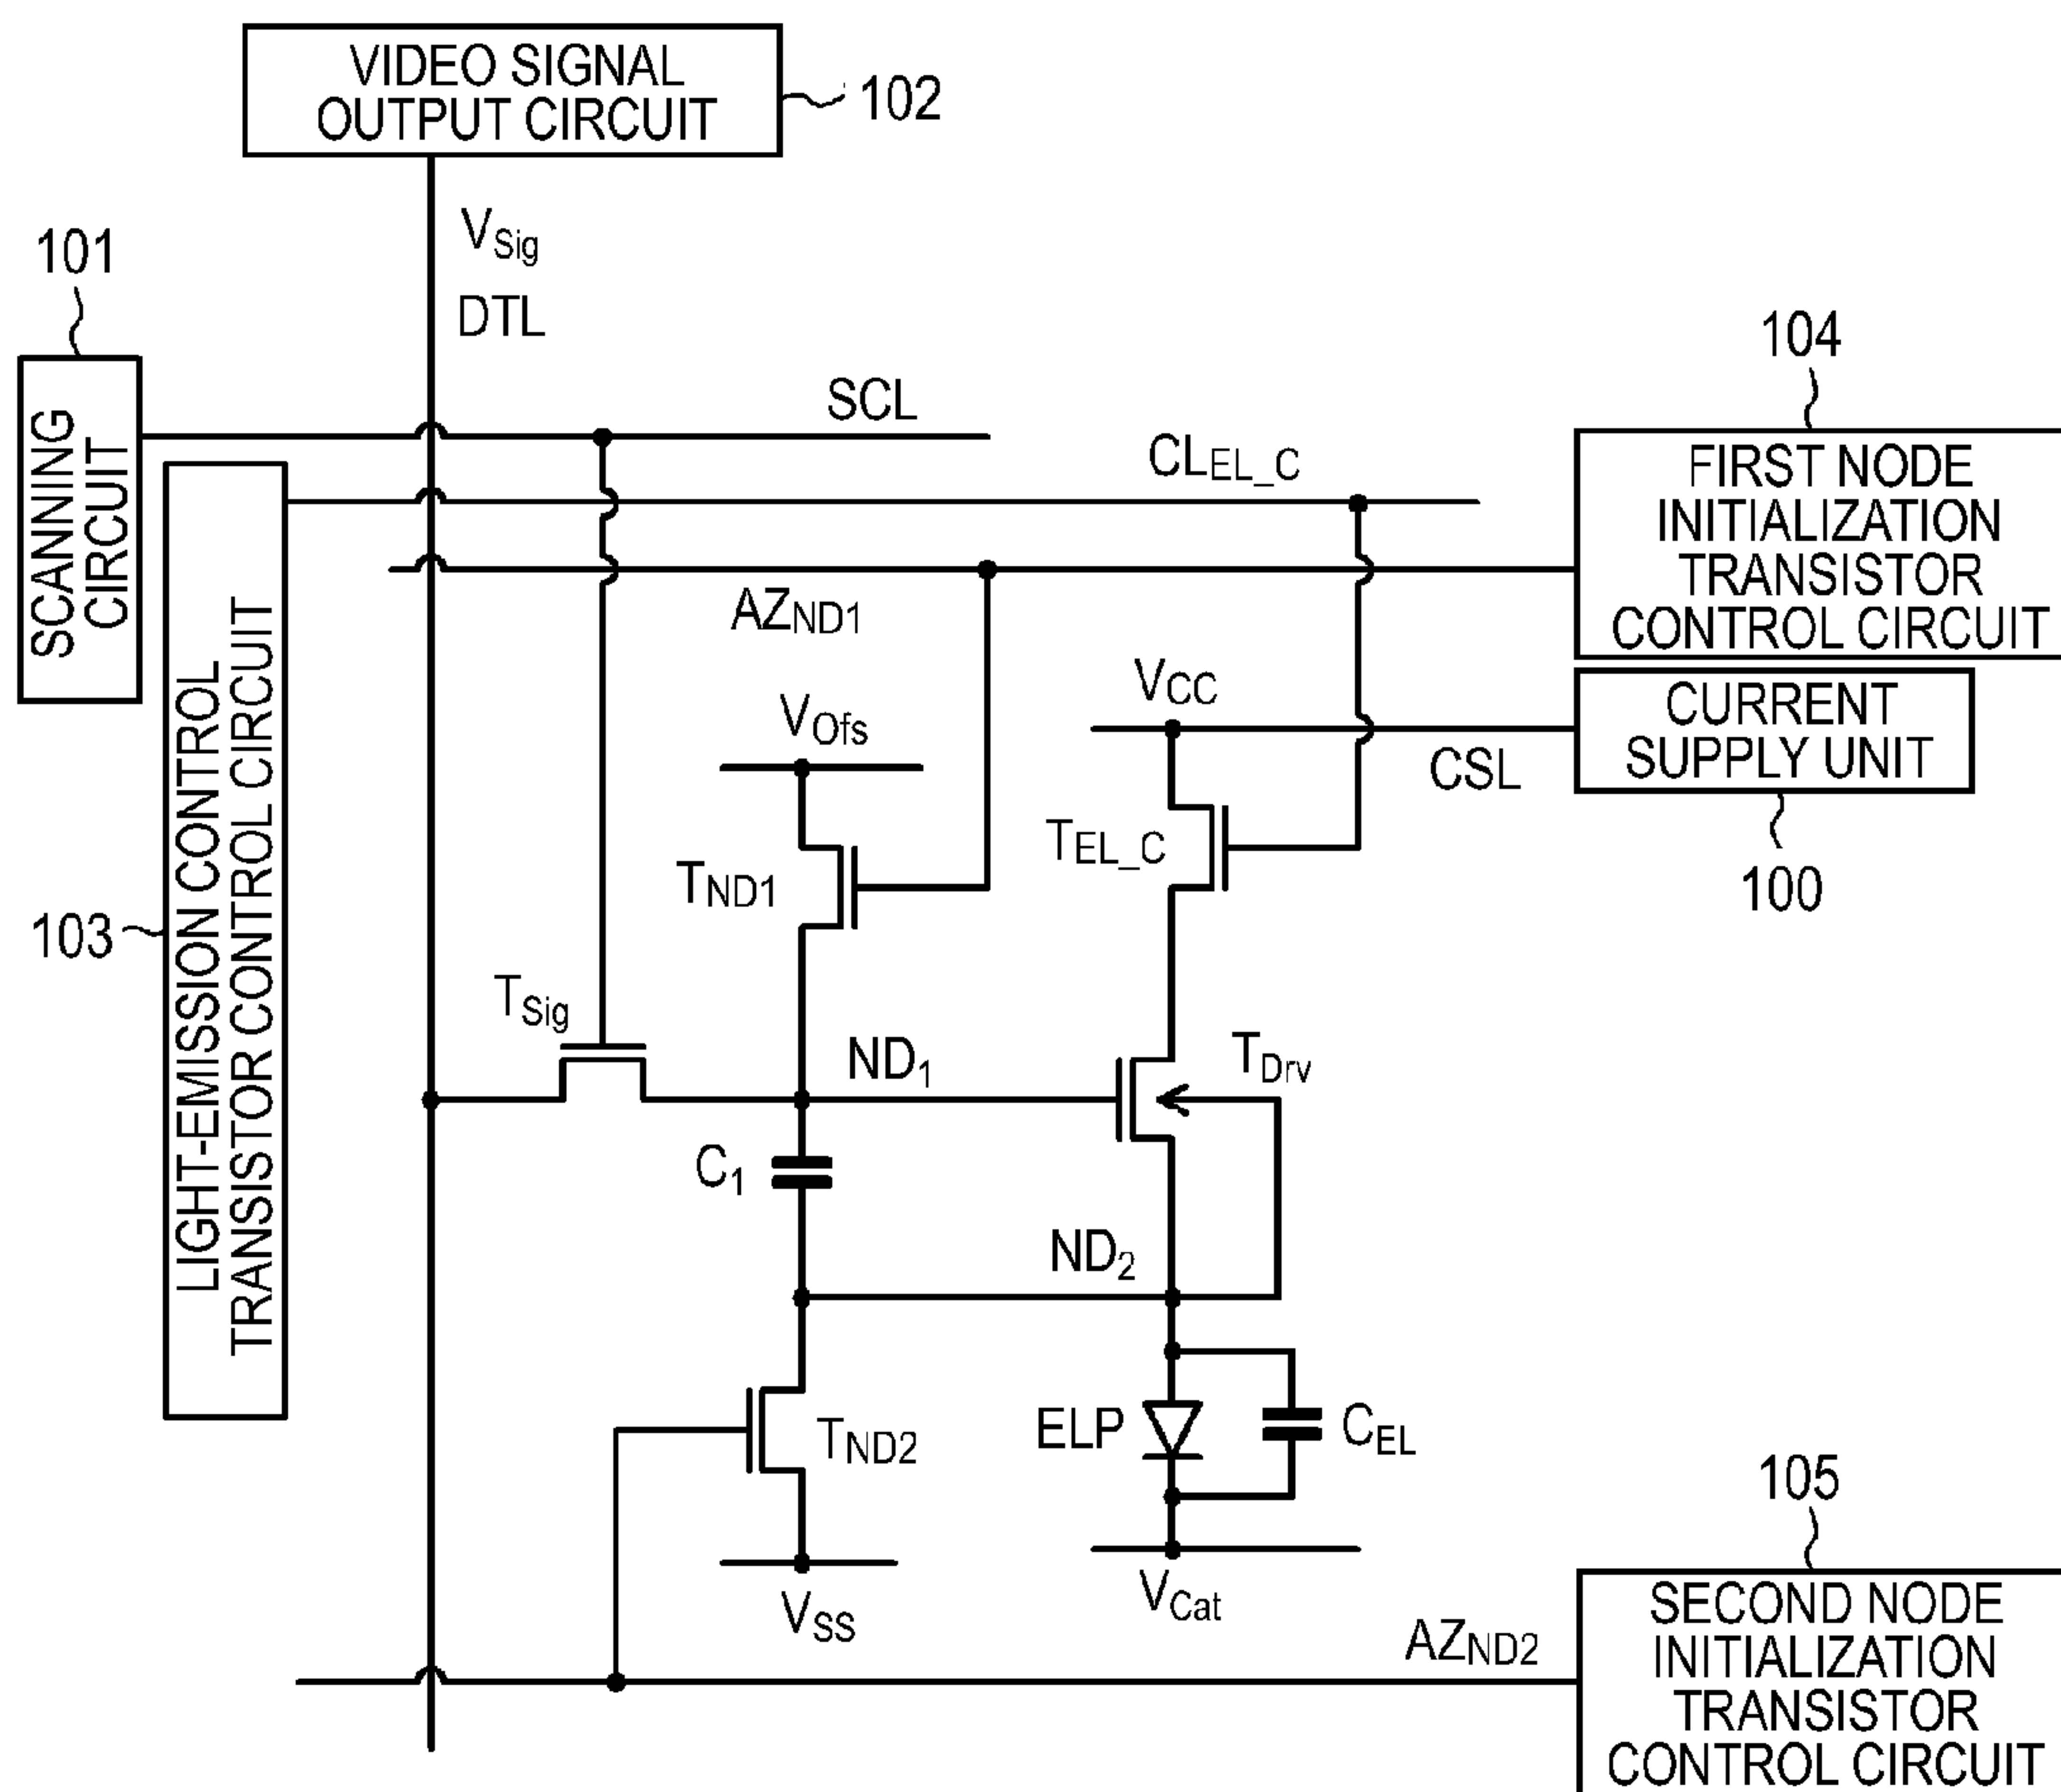 VIDEO SIGNAL
OUTPUT CIRCUIT
102
VSig
DTL
101
SCANNING
CIRCUIT
SCL
CLEL_C
104
FIRST NODE
INITIALIZATION
TRANSISTOR
CONTROL CIRCUIT
AZND1
VCC
CSL
CURRENT
SUPPLY UNIT
100
VOfs
TND1
TEL_C
103
LIGHT-EMISSION CONTROL
TRANSISTOR CONTROL CIRCUIT
TSig
ND1
TDrv
C1
ND2
TND2
ELP
CEL
VSS
VCat
105
AZND2
SECOND NODE
INITIALIZATION
TRANSISTOR
CONTROL CIRCUIT